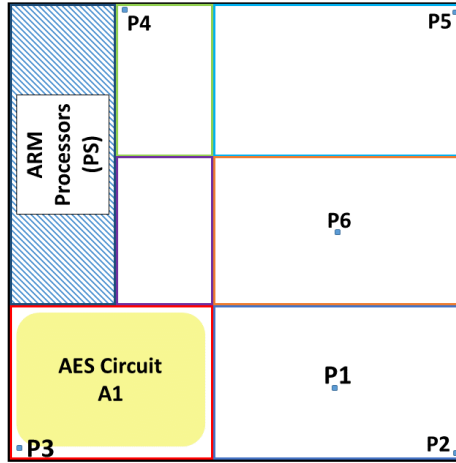 P4
P5
ARM
Processors
(PS)
P6
AES Circuit
A1
P1
P3
P2